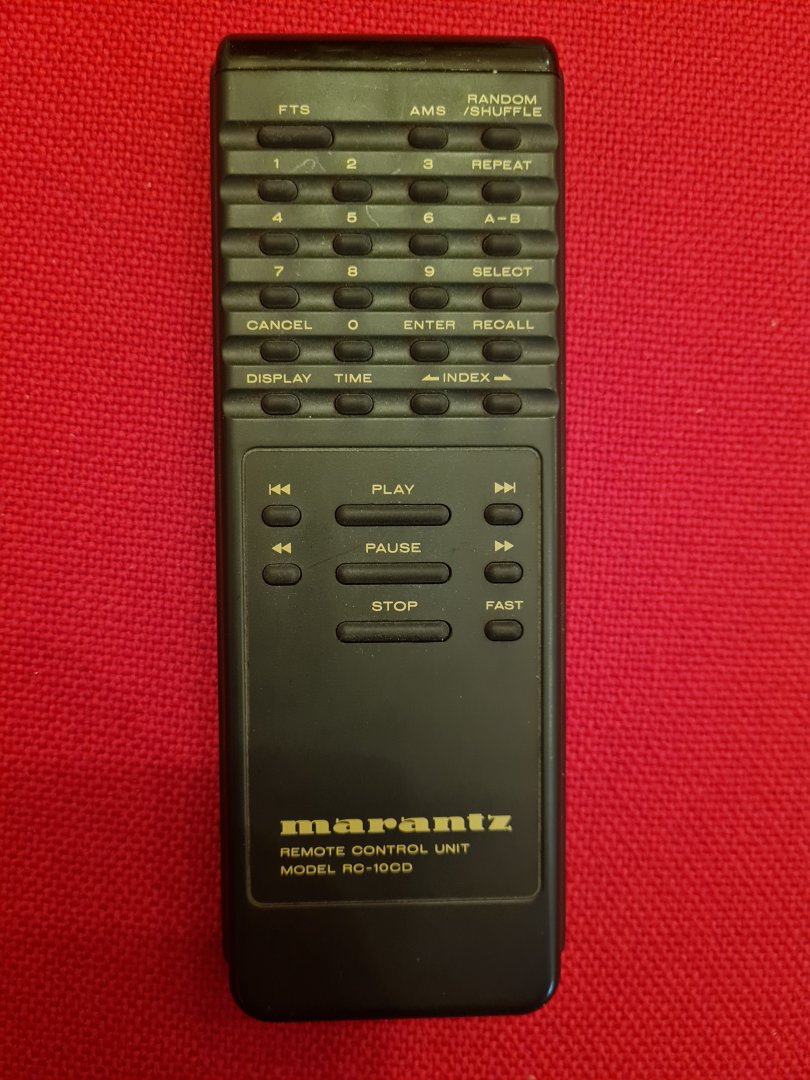 FTS AMS RANDOM
/SHUFFLE
1 2 3 REPEAT
4 5 6 A-B
7 8 9 SELECT
CANCEL 0 ENTER RECALL
DISPLAY TIME INDEX
PLAY
PAUSE
STOP FAST
marantz
REMOTE CONTROL UNIT
MODEL RC-10CD